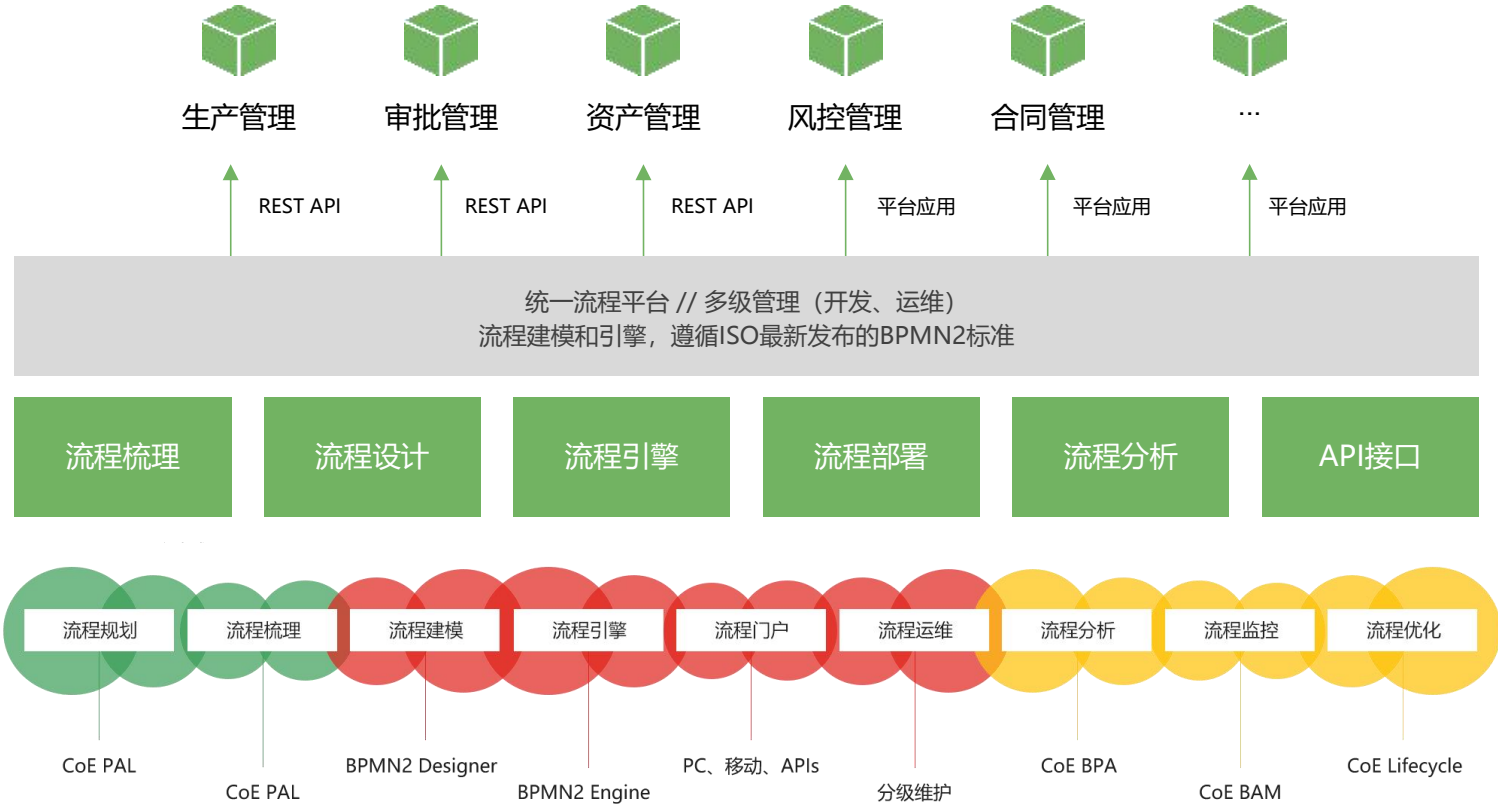 生产管理
审批管理
资产管理
风控管理
合同管理
...
REST API
REST API
REST API
平台应用
平台应用
平台应用
统一流程平台 // 多级管理（开发、运维）
流程建模和引擎，遵循ISO最新发布的BPMN2标准
流程梳理
流程设计
流程引擎
流程部署
流程分析
API接口
流程规划
流程梳理
流程建模
流程引擎
流程门户
流程运维
流程分析
流程监控
流程优化
CoE PAL
CoE PAL
BPMN2 Designer
BPMN2 Engine
PC、移动、APIs
分级维护
CoE BPA
CoE BAM
CoE Lifecycle